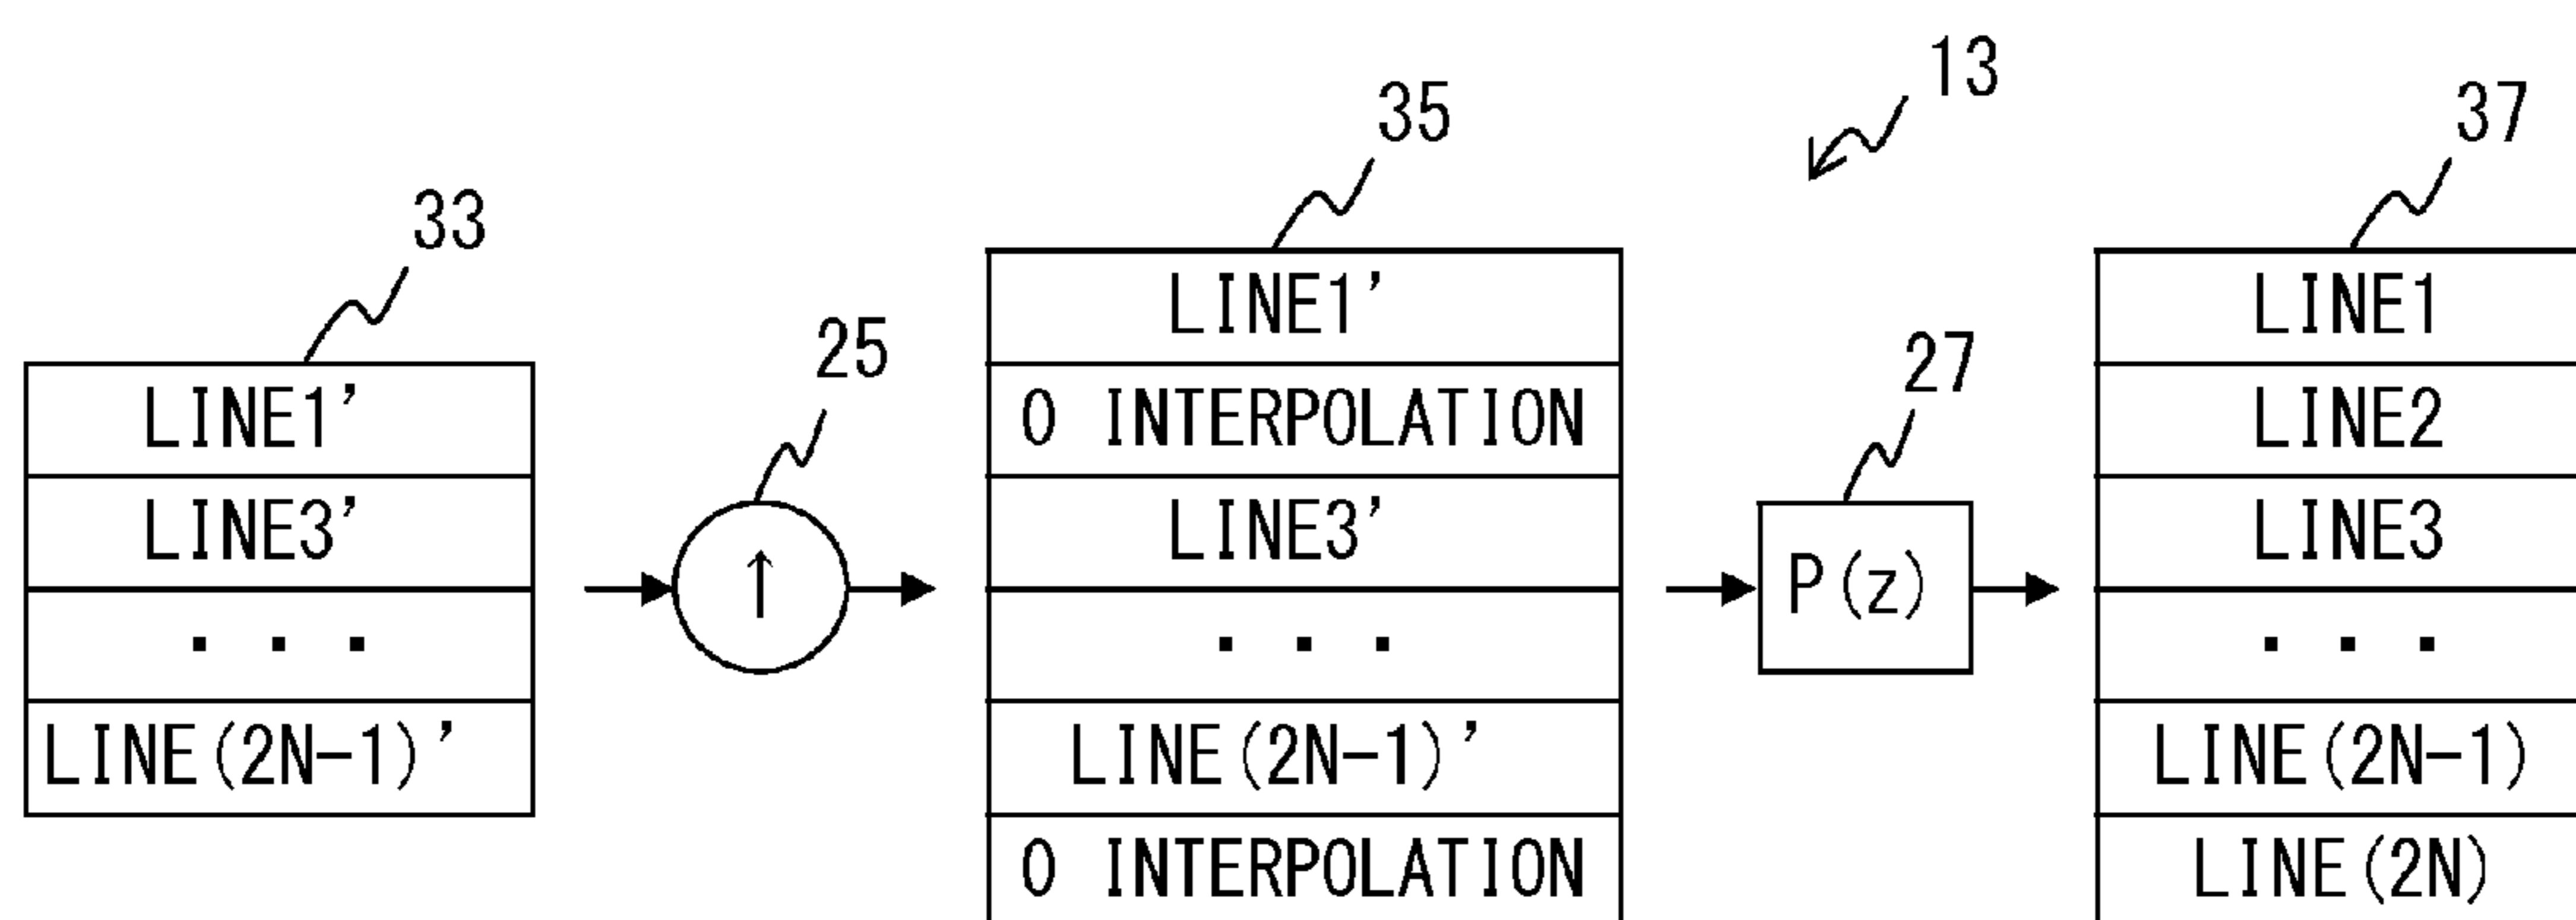 13
35
37
33
25
27
LINE1'
LINE3'
. . .
LINE(2N-1)'
↑
LINE1'
0 INTERPOLATION
LINE3'
. . .
LINE(2N-1)'
0 INTERPOLATION
P(z)
LINE1
LINE2
LINE3
. . .
LINE(2N-1)
LINE(2N)